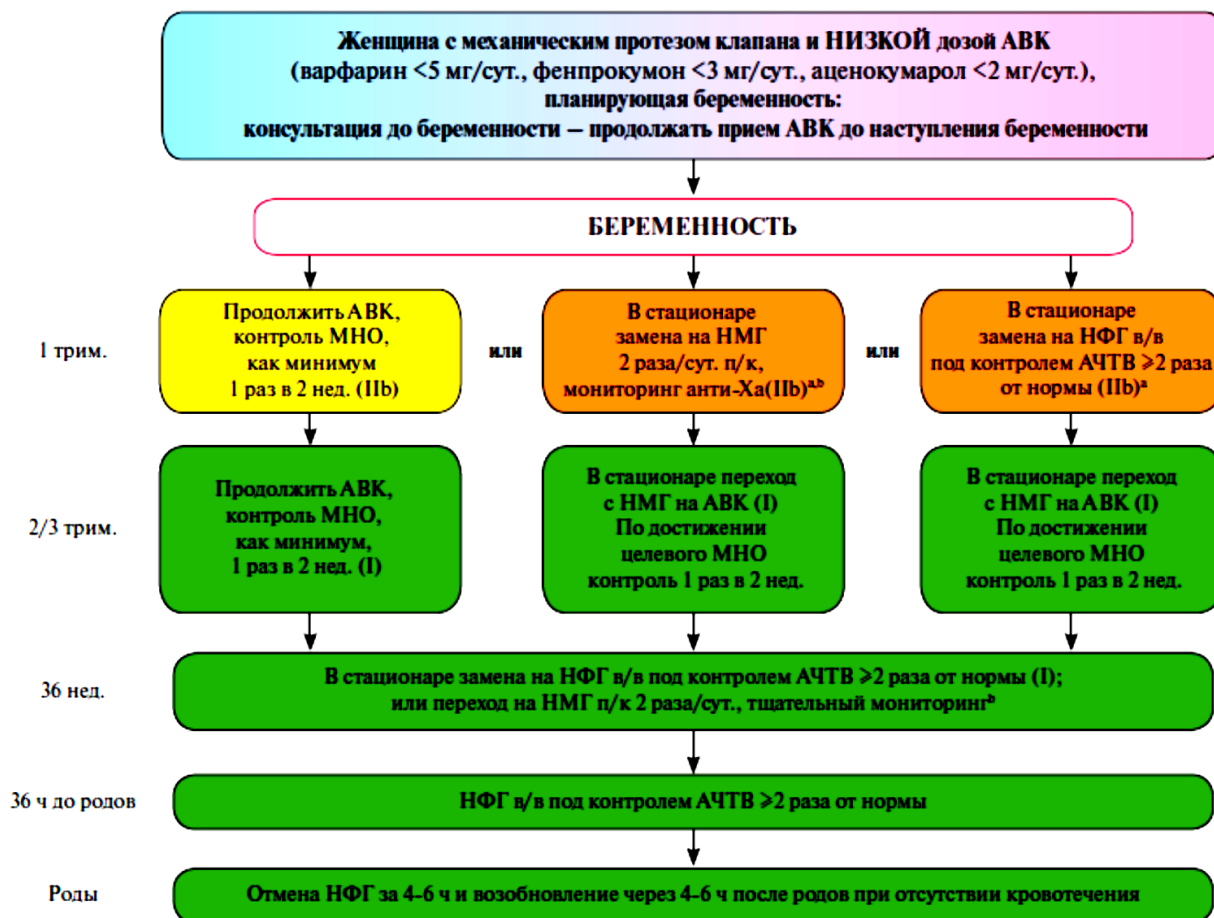 Женщина с механическим протезом клапана и НИЗКОЙ дозой АВК
(варфарин <5 мг/сут., фенпрокумон <3 мг/сут., аценокумарол <2 мг/сут.),
планирующая беременность:
консультация до беременности – продолжать прием АВК до наступления беременности
БЕРЕМЕННОСТЬ
1 трим.
Продолжить АВК,
контроль МНО,
как минимум
1 раз в 2 нед. (IIb)
или
В стационаре
замена на НМГ
2 раза/сут. п/к,
мониторинг анти-Ха(IIb)ᵃ,ᵇ
или
В стационаре
замена на НФГ в/в
под контролем АЧТВ ⩾2 раза
от нормы (IIb)ᵃ
2/3 трим.
Продолжить АВК,
контроль МНО,
как минимум,
1 раз в 2 нед. (I)
В стационаре переход
с НМГ на АВК (I)
По достижении
целевого МНО
контроль 1 раз в 2 нед.
В стационаре переход
с НМГ на АВК (I)
По достижении
целевого МНО
контроль 1 раз в 2 нед.
36 нед.
В стационаре замена на НФГ в/в под контролем АЧТВ ⩾2 раза от нормы (I);
или переход на НМГ п/к 2 раза/сут., тщательный мониторингᵇ
36 ч до родов
НФГ в/в под контролем АЧТВ ⩾2 раза от нормы
Роды
Отмена НФГ за 4-6 ч и возобновление через 4-6 ч после родов при отсутствии кровотечения